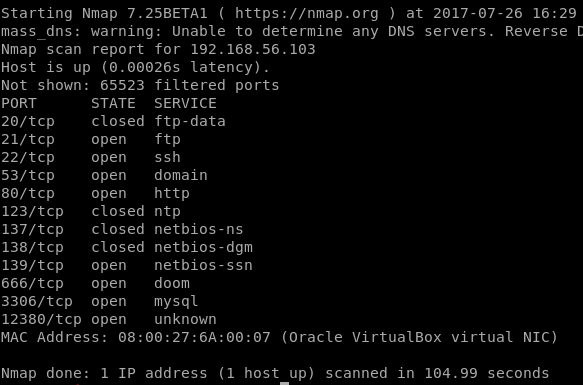 Starting Nmap 7.25BETA1 ( https://nmap.org ) at 2017-07-26 16:29
mass_dns: warning: Unable to determine any DNS servers. Reverse D
Nmap scan report for 192.168.56.103
Host is up (0.00026s latency).
Not shown: 65523 filtered ports
PORT      STATE  SERVICE
20/tcp    closed ftp-data
21/tcp    open   ftp
22/tcp    open   ssh
53/tcp    open   domain
80/tcp    open   http
123/tcp   closed ntp
137/tcp   closed netbios-ns
138/tcp   closed netbios-dgm
139/tcp   open   netbios-ssn
666/tcp   open   doom
3306/tcp  open   mysql
12380/tcp open   unknown
MAC Address: 08:00:27:6A:00:07 (Oracle VirtualBox virtual NIC)
Nmap done: 1 IP address (1 host up) scanned in 104.99 seconds